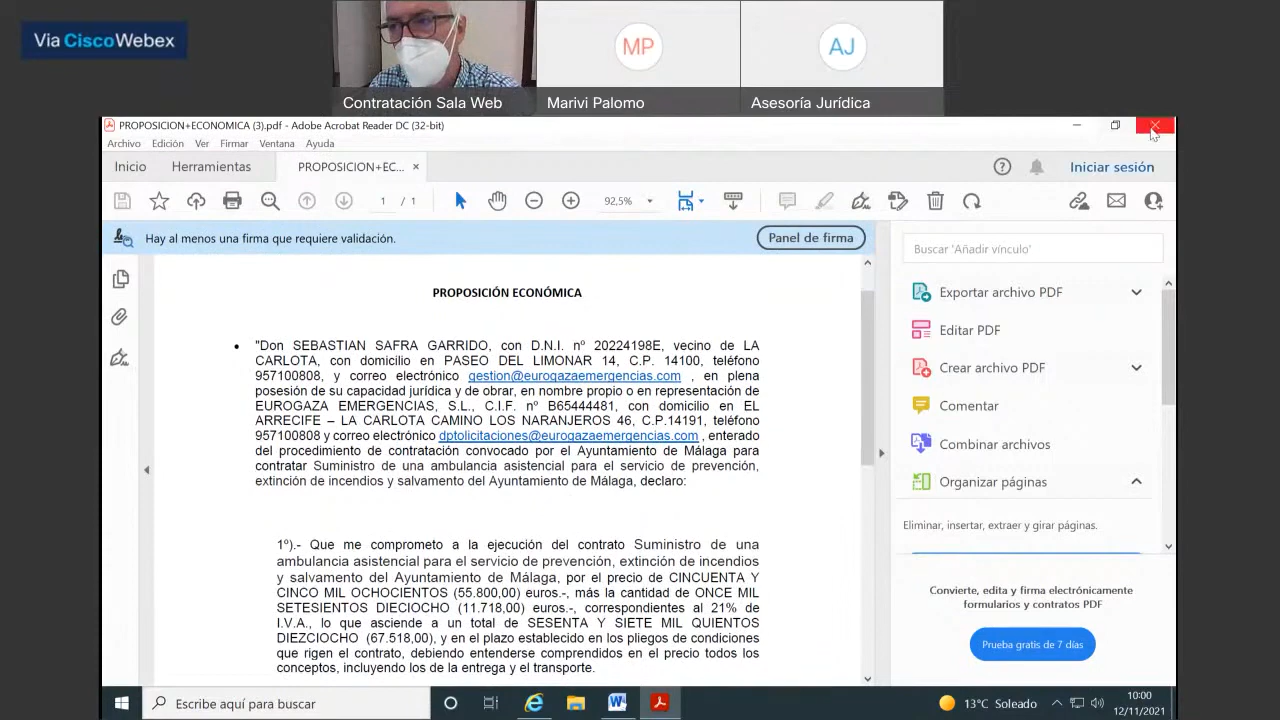 Via Cisco Webex
MP
AJ
Contratación Sala Web
Marivi Palomo
Asesoría Jurídica
PROPOSICION+ECONOMICA (3).pdf - Adobe Acrobat Reader DC (32-bit)
Archivo Edición Ver Firmar Ventana Ayuda
Inicio Herramientas PROPOSICION+EC... × Iniciar sesión
1 / 1 92,5%
Hay al menos una firma que requiere validación. Panel de firma
Buscar 'Añadir vínculo'
Exportar archivo PDF
Editar PDF
Crear archivo PDF
Comentar
Combinar archivos
Organizar páginas
Eliminar, insertar, extraer y girar páginas.
Convierte, edita y firma electrónicamente
formularios y contratos PDF
Prueba gratis de 7 días
PROPOSICIÓN ECONÓMICA
• "Don SEBASTIAN SAFRA GARRIDO, con D.N.I. nº 20224198E, vecino de LA
CARLOTA, con domicilio en PASEO DEL LIMONAR 14, C.P. 14100, teléfono
957100808, y correo electrónico gestion@eurogazaemergencias.com , en plena
posesión de su capacidad jurídica y de obrar, en nombre propio o en representación de
EUROGAZA EMERGENCIAS, S.L., C.I.F. nº B65444481, con domicilio en EL
ARRECIFE – LA CARLOTA CAMINO LOS NARANJEROS 46, C.P.14191, teléfono
957100808 y correo electrónico dptolicitaciones@eurogazaemergencias.com , enterado
del procedimiento de contratación convocado por el Ayuntamiento de Málaga para
contratar Suministro de una ambulancia asistencial para el servicio de prevención,
extinción de incendios y salvamento del Ayuntamiento de Málaga, declaro:
1º).- Que me comprometo a la ejecución del contrato Suministro de una
ambulancia asistencial para el servicio de prevención, extinción de incendios
y salvamento del Ayuntamiento de Málaga, por el precio de CINCUENTA Y
CINCO MIL OCHOCIENTOS (55.800,00) euros.-, más la cantidad de ONCE MIL
SETESIENTOS DIECIOCHO (11.718,00) euros.-, correspondientes al 21% de
I.V.A., lo que asciende a un total de SESENTA Y SIETE MIL QUIENTOS
DIEZCIOCHO (67.518,00), y en el plazo establecido en los pliegos de condiciones
que rigen el contrato, debiendo entenderse comprendidos en el precio todos los
conceptos, incluyendo los de la entrega y el transporte.
Escribe aquí para buscar
13°C Soleado
10:00
12/11/2021